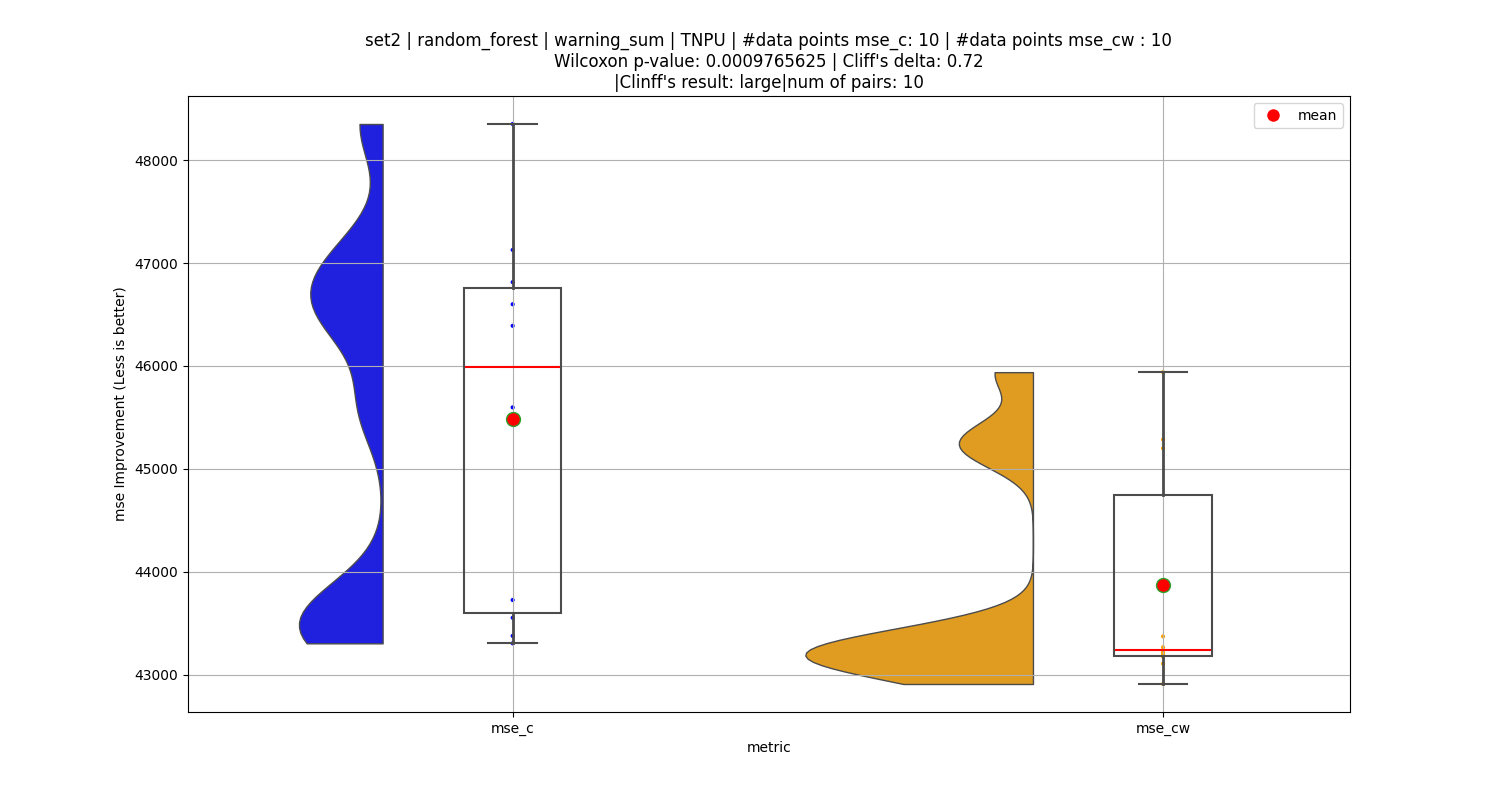 set2 | random_forest | warning_sum | TNPU | #data points mse_c: 10 | #data points mse_cw : 10
Wilcoxon p-value: 0.0009765625 | Cliff's delta: 0.72
|Clinff's result: large|num of pairs: 10
mean
48000
47000
46000
45000
44000
43000
mse Improvement (Less is better)
mse_c
mse_cw
metric